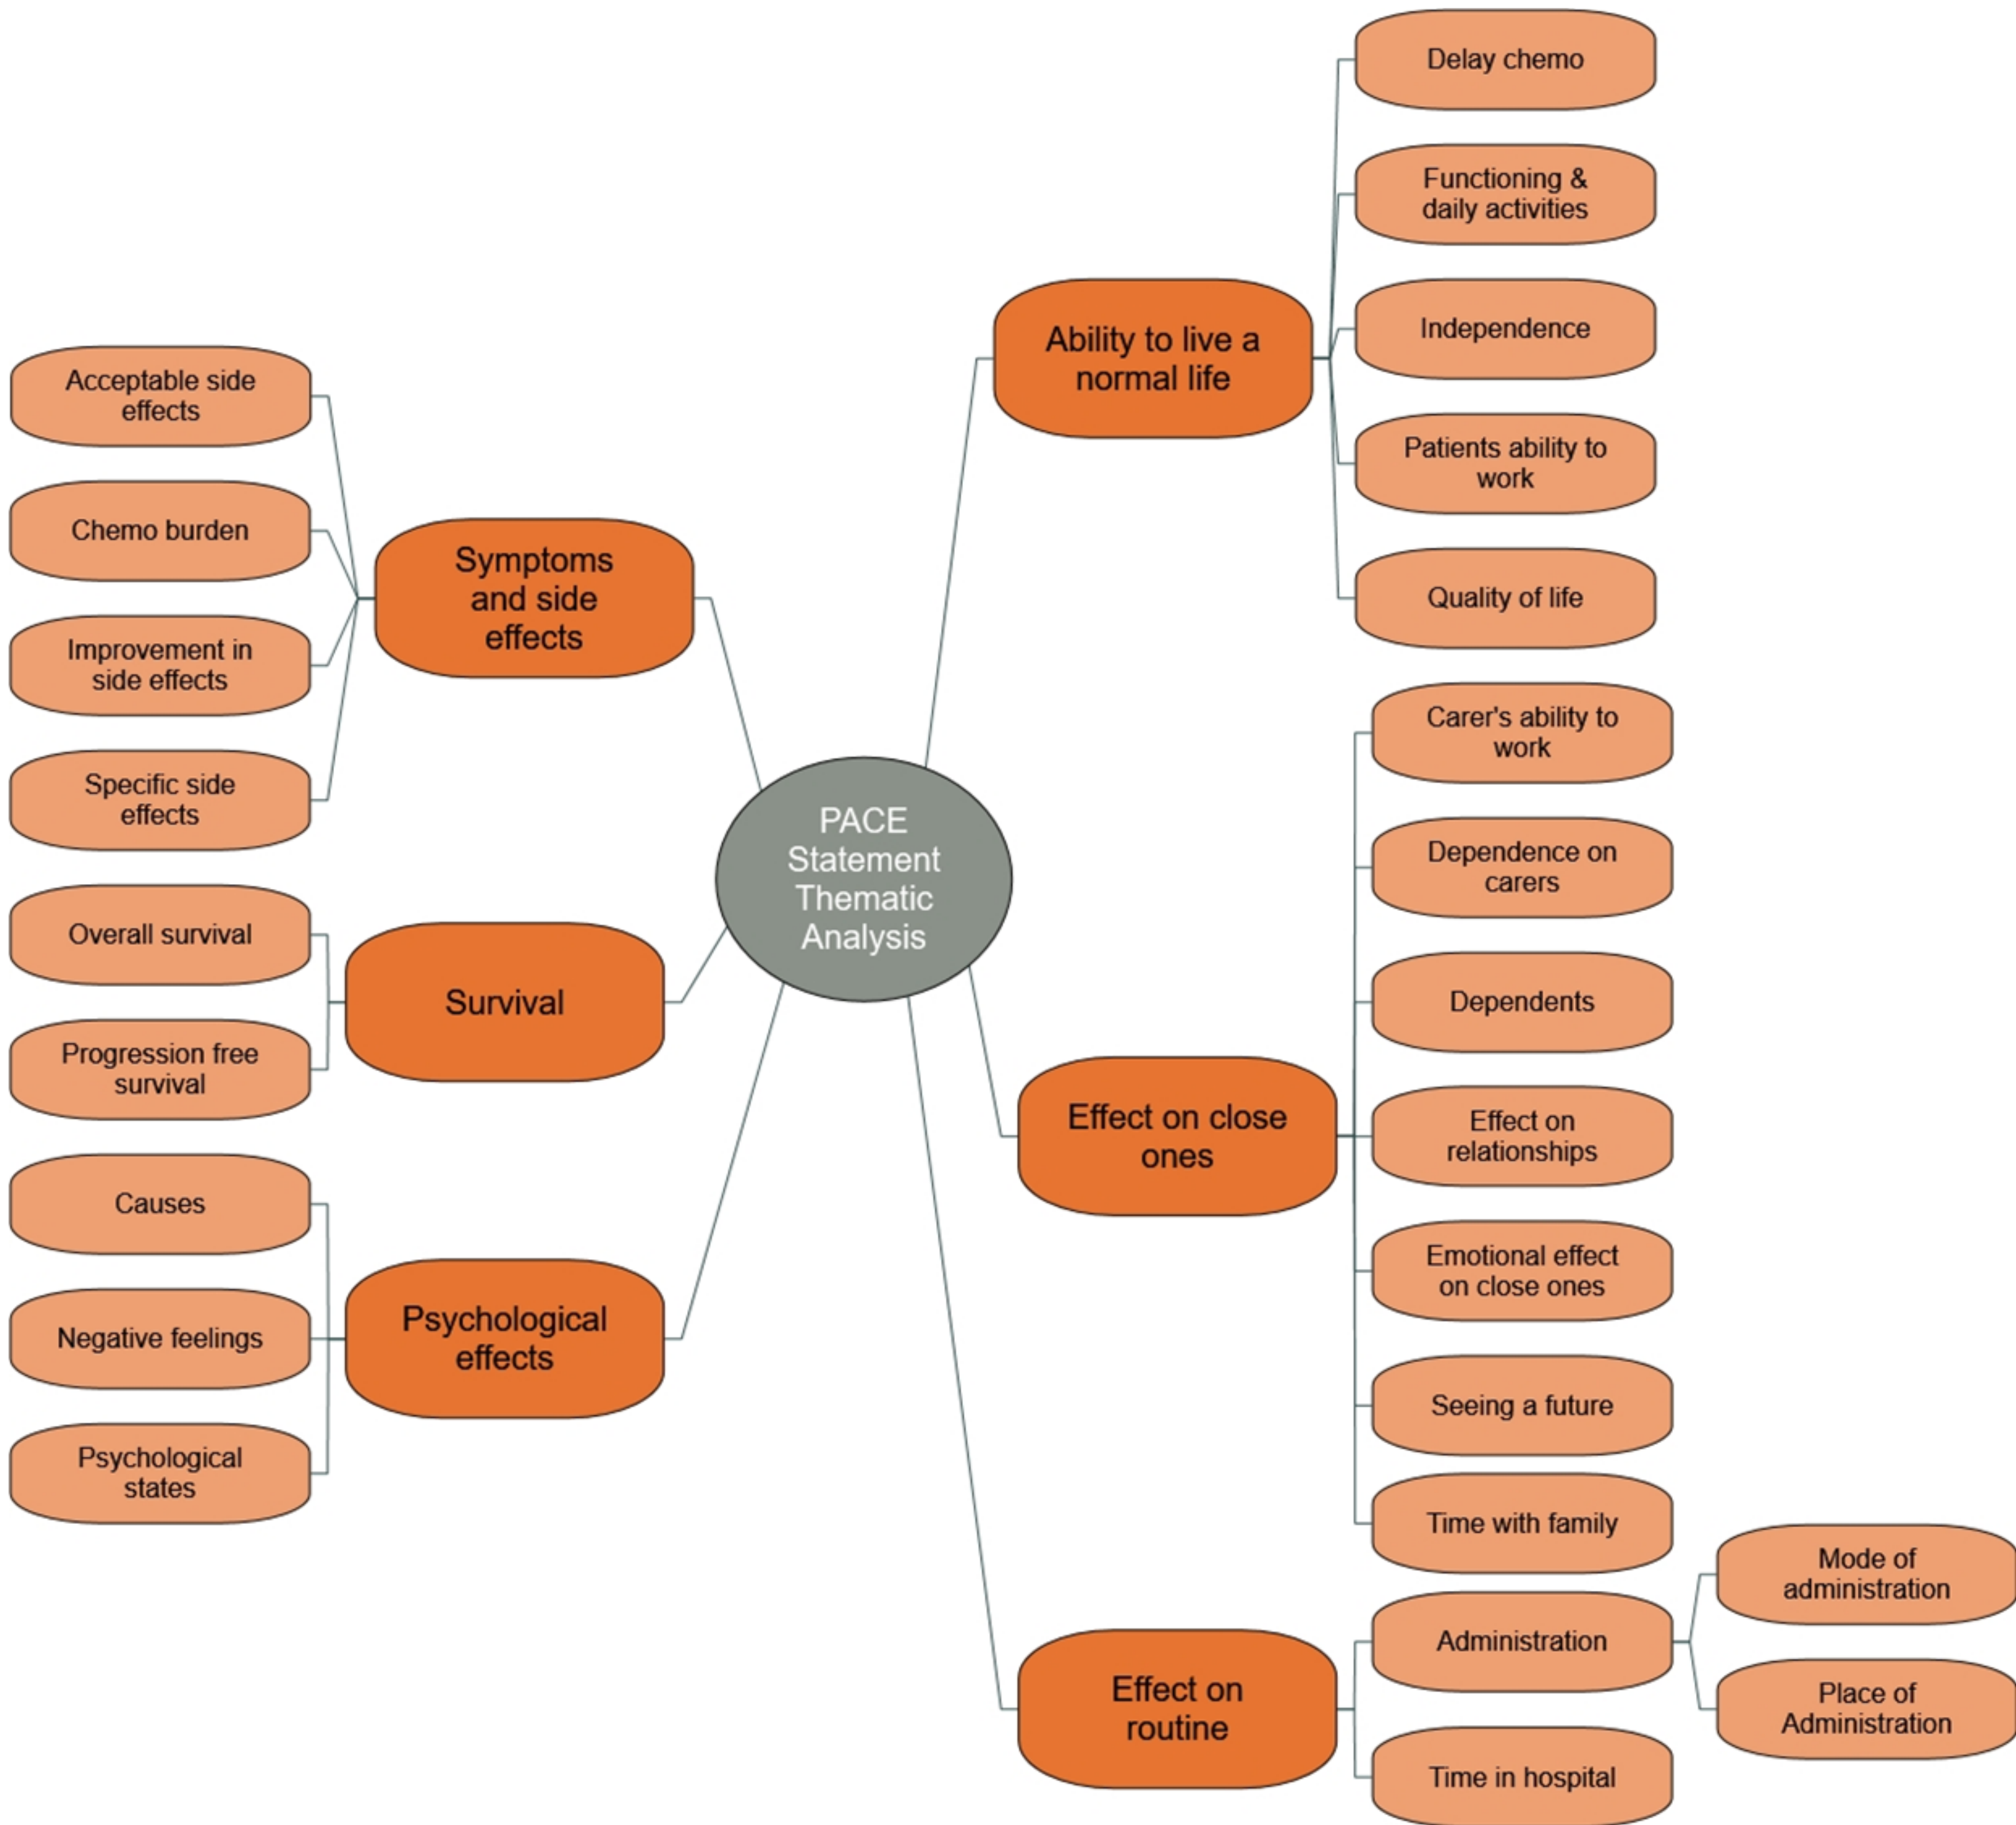 PACE
Statement
Thematic
Analysis
Symptoms
and side
effects
Acceptable side
effects
Chemo burden
Improvement in
side effects
Specific side
effects
Survival
Overall survival
Progression free
survival
Psychological
effects
Causes
Negative feelings
Psychological
states
Ability to live a
normal life
Delay chemo
Functioning &
daily activities
Independence
Patients ability to
work
Quality of life
Effect on close
ones
Carer's ability to
work
Dependence on
carers
Dependents
Effect on
relationships
Emotional effect
on close ones
Seeing a future
Time with family
Effect on
routine
Administration
Mode of
administration
Place of
Administration
Time in hospital